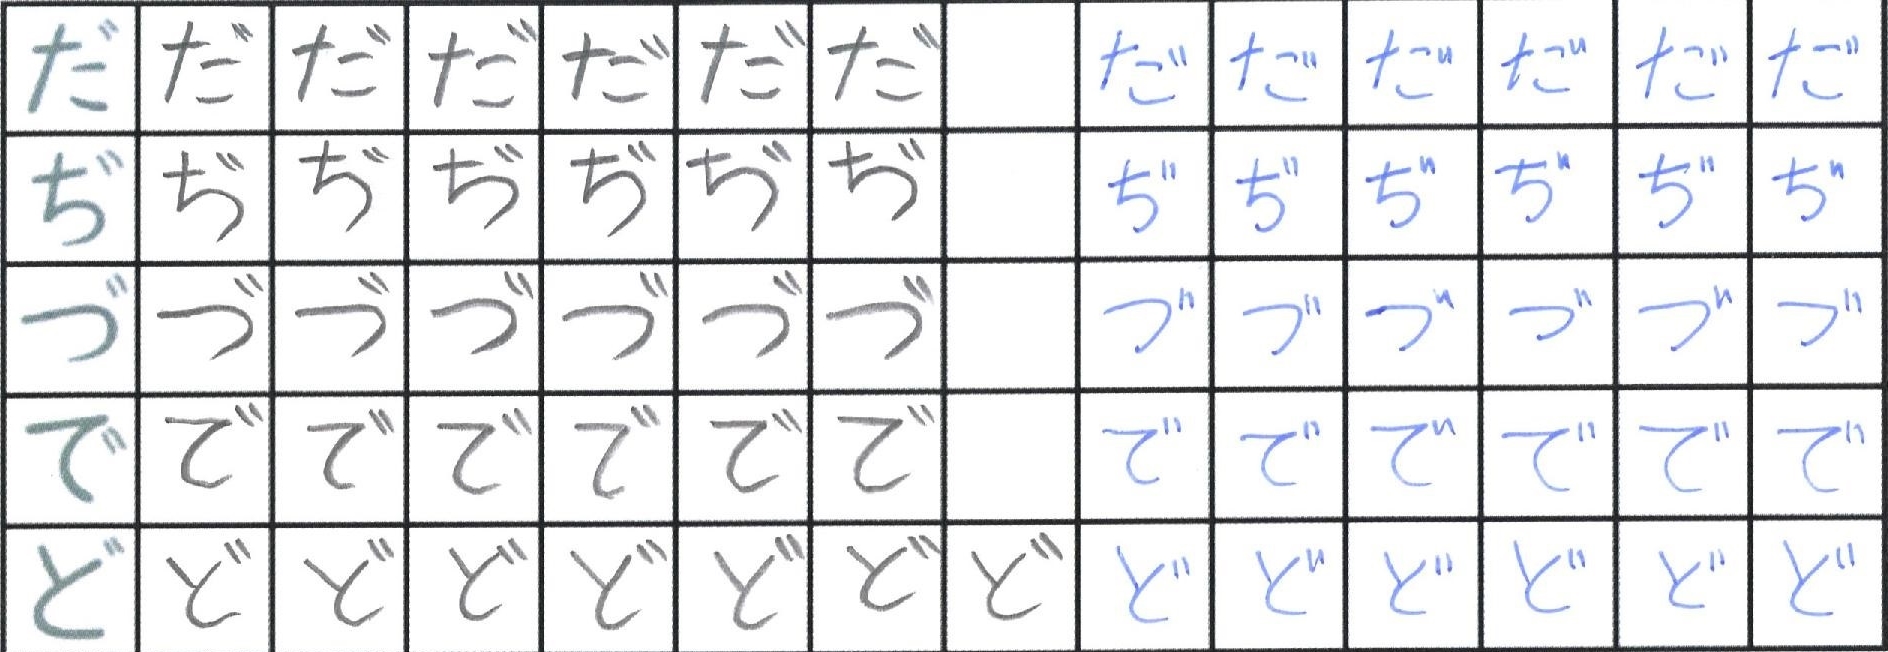 だ だ だ だ だ だ だ だ だ だ だ だ だ
ぢ ぢ ぢ ぢ ぢ ぢ ぢ ぢ ぢ ぢ ぢ ぢ ぢ
づ づ づ づ づ づ づ づ づ づ づ づ づ
で で で で で で で で で で で で で
ど ど ど ど ど ど ど ど ど ど ど ど ど ど